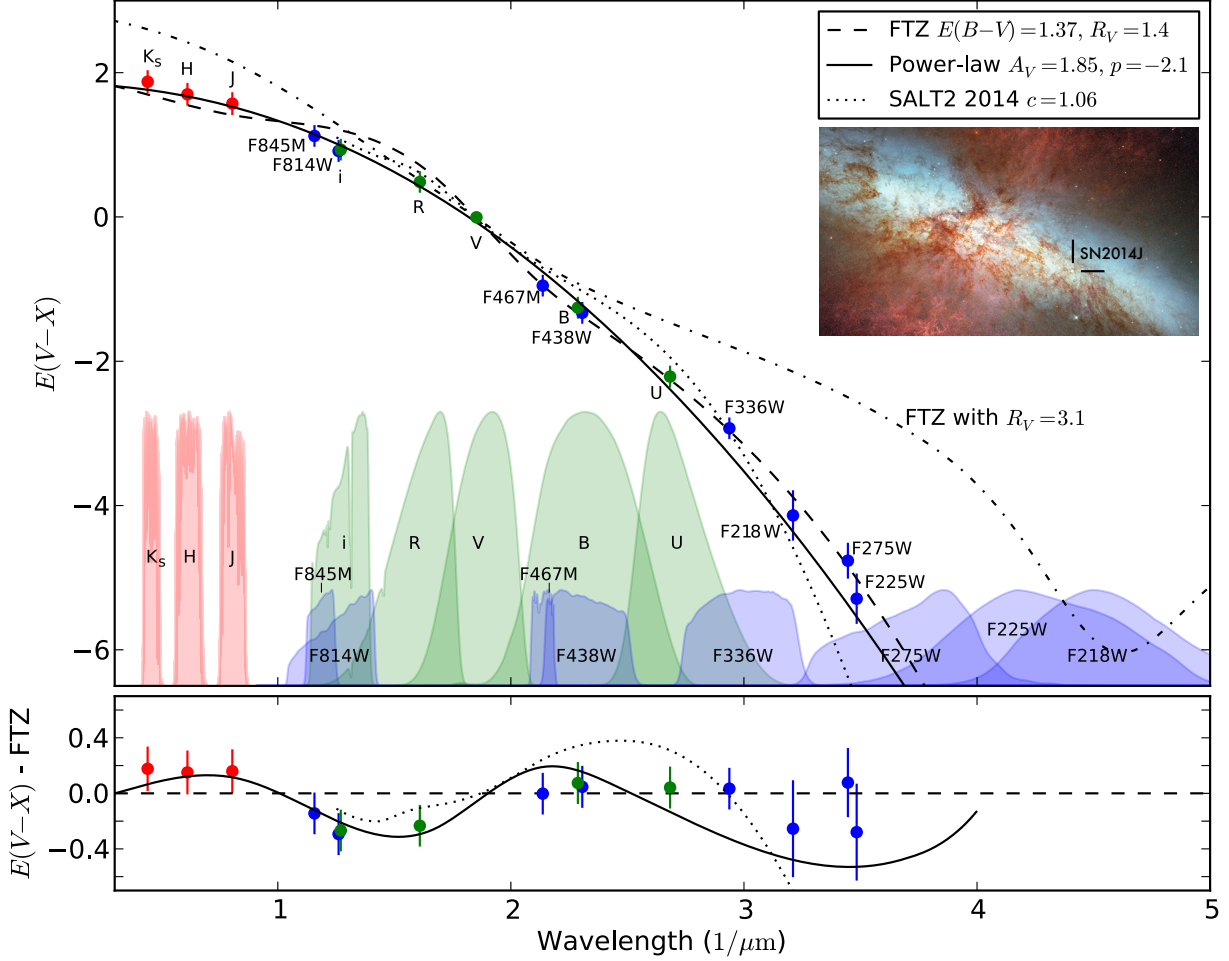 FTZ E(B−V)=1.37, R_V=1.4
Power-law A_V=1.85, p=−2.1
SALT2 2014 c=1.06
SN2014J
E(V−X)
2
0
−2
−4
−6
K_s
H
J
F845M
F814W
i
R
V
F467M
B
F438W
U
F336W
FTZ with R_V=3.1
F218W
F275W
F225W
K_s
H
J
i
R
V
B
U
F845M
F467M
F814W
F438W
F336W
F275W
F225W
F218W
E(V−X) - FTZ
0.4
0.0
−0.4
1
2
3
4
5
Wavelength (1/μm)